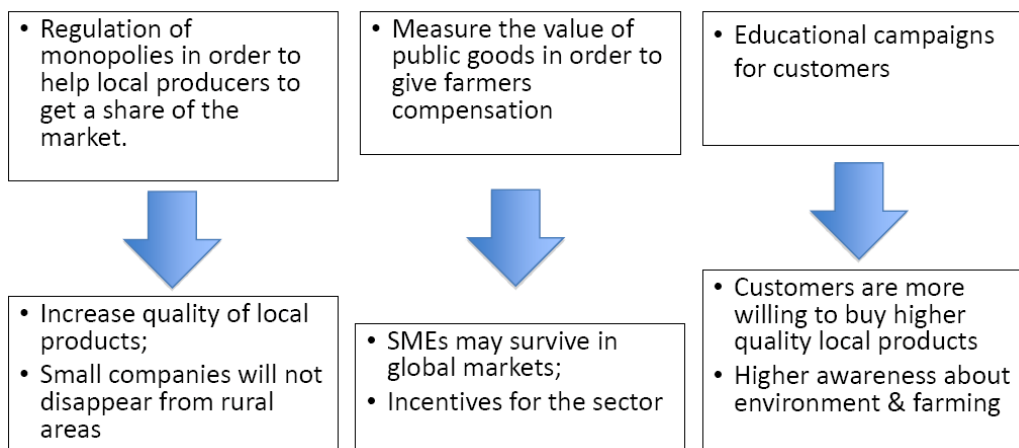 • Regulation of
monopolies in order to
help local producers to
get a share of the
market.
• Measure the value of
public goods in order to
give farmers
compensation
• Educational campaigns
for customers
• Increase quality of local
products;
• Small companies will not
disappear from rural
areas
• SMEs may survive in
global markets;
• Incentives for the sector
• Customers are more
willing to buy higher
quality local products
• Higher awareness about
environment & farming